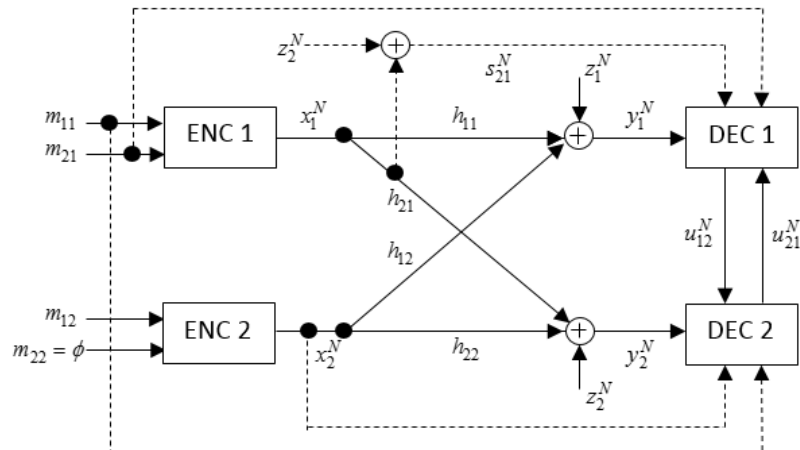 z_2^N
+
s_{21}^N
z_1^N
m_{11}
m_{21}
ENC 1
x_1^N
h_{11}
+
y_1^N
DEC 1
h_{21}
h_{12}
u_{12}^N
u_{21}^N
m_{12}
m_{22} = ϕ
ENC 2
x_2^N
h_{22}
+
y_2^N
DEC 2
z_2^N